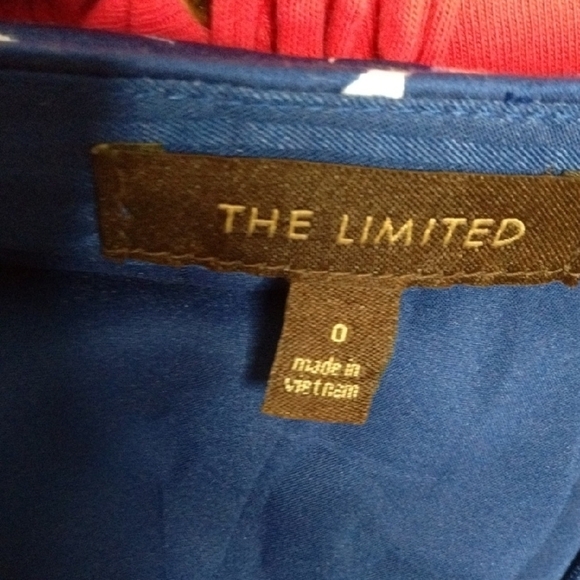 THE LIMITED
0
made in
vietnam